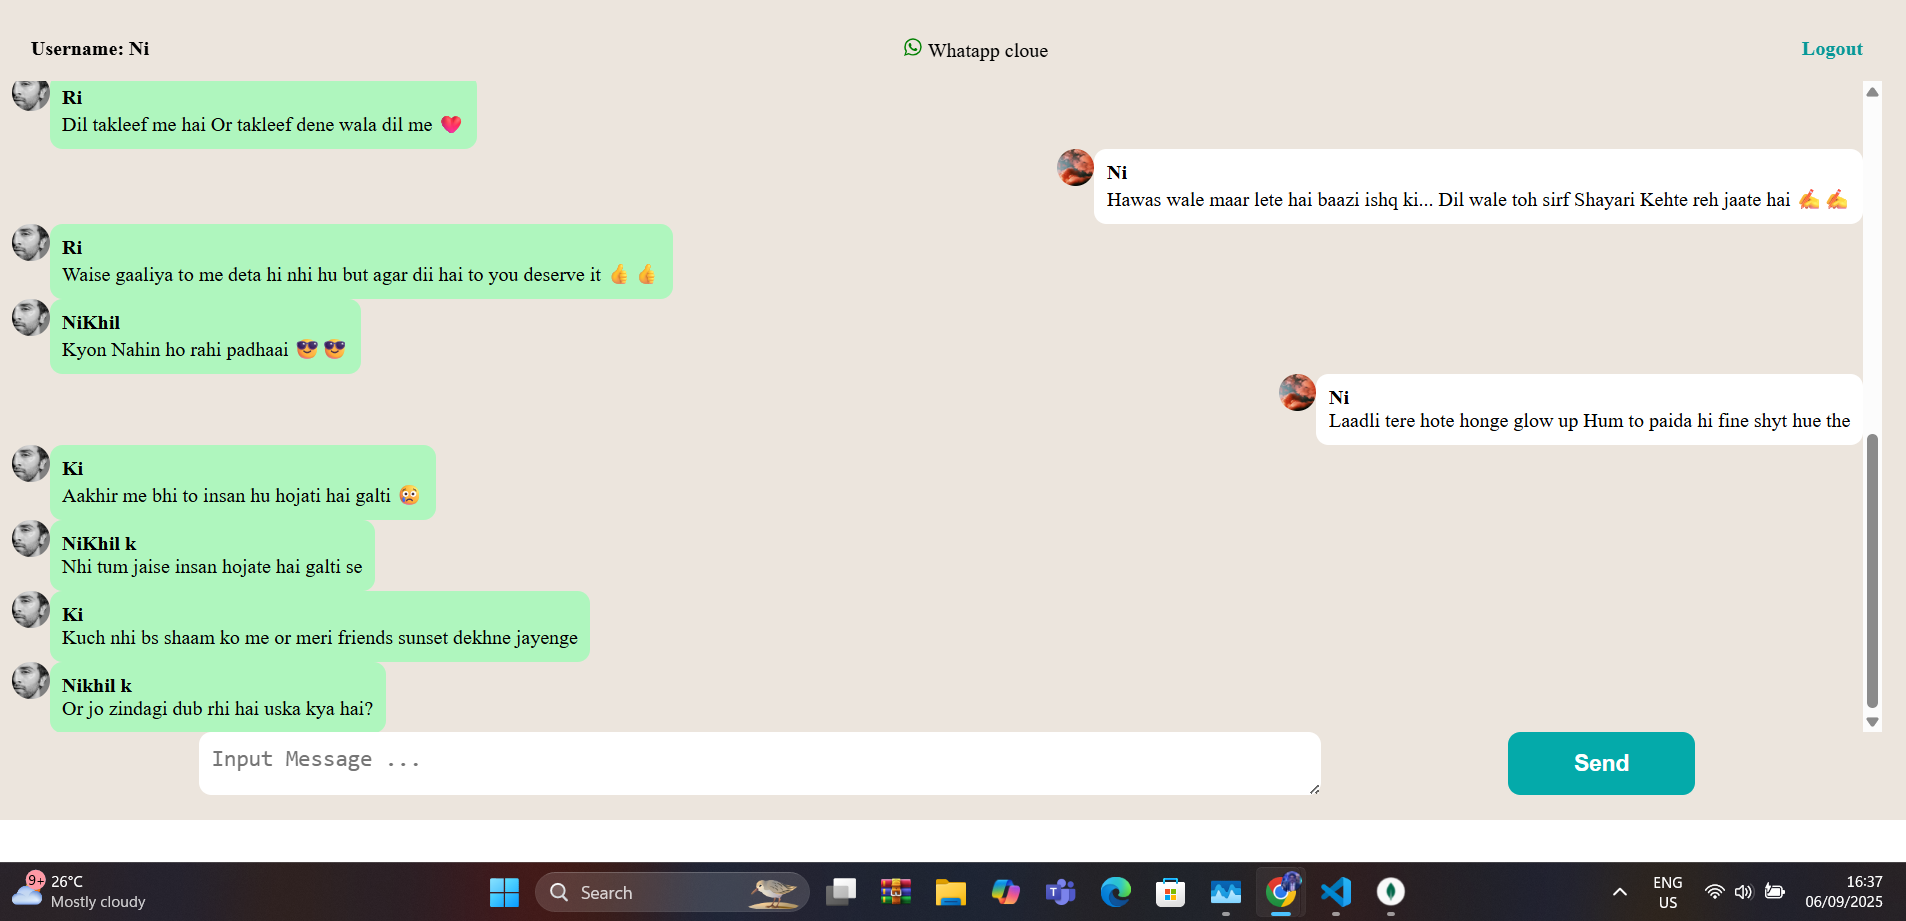 Username: Ni
Whatapp cloue
Logout
Ri
Dil takleef me hai Or takleef dene wala dil me ❤️
Ni
Hawas wale maar lete hai baazi ishq ki... Dil wale toh sirf Shayari Kehte reh jaate hai ✍️ ✍️
Ri
Waise gaaliya to me deta hi nhi hu but agar dii hai to you deserve it 👍 👍
NiKhil
Kyon Nahin ho rahi padhaai 😎 😎
Ni
Laadli tere hote honge glow up Hum to paida hi fine shyt hue the
Ki
Aakhir me bhi to insan hu hojati hai galti 😢
NiKhil k
Nhi tum jaise insan hojate hai galti se
Ki
Kuch nhi bs shaam ko me or meri friends sunset dekhne jayenge
Nikhil k
Or jo zindagi dub rhi hai uska kya hai?
Input Message ...
Send
9+
26°C
Mostly cloudy
Search
ENG
US
16:37
06/09/2025